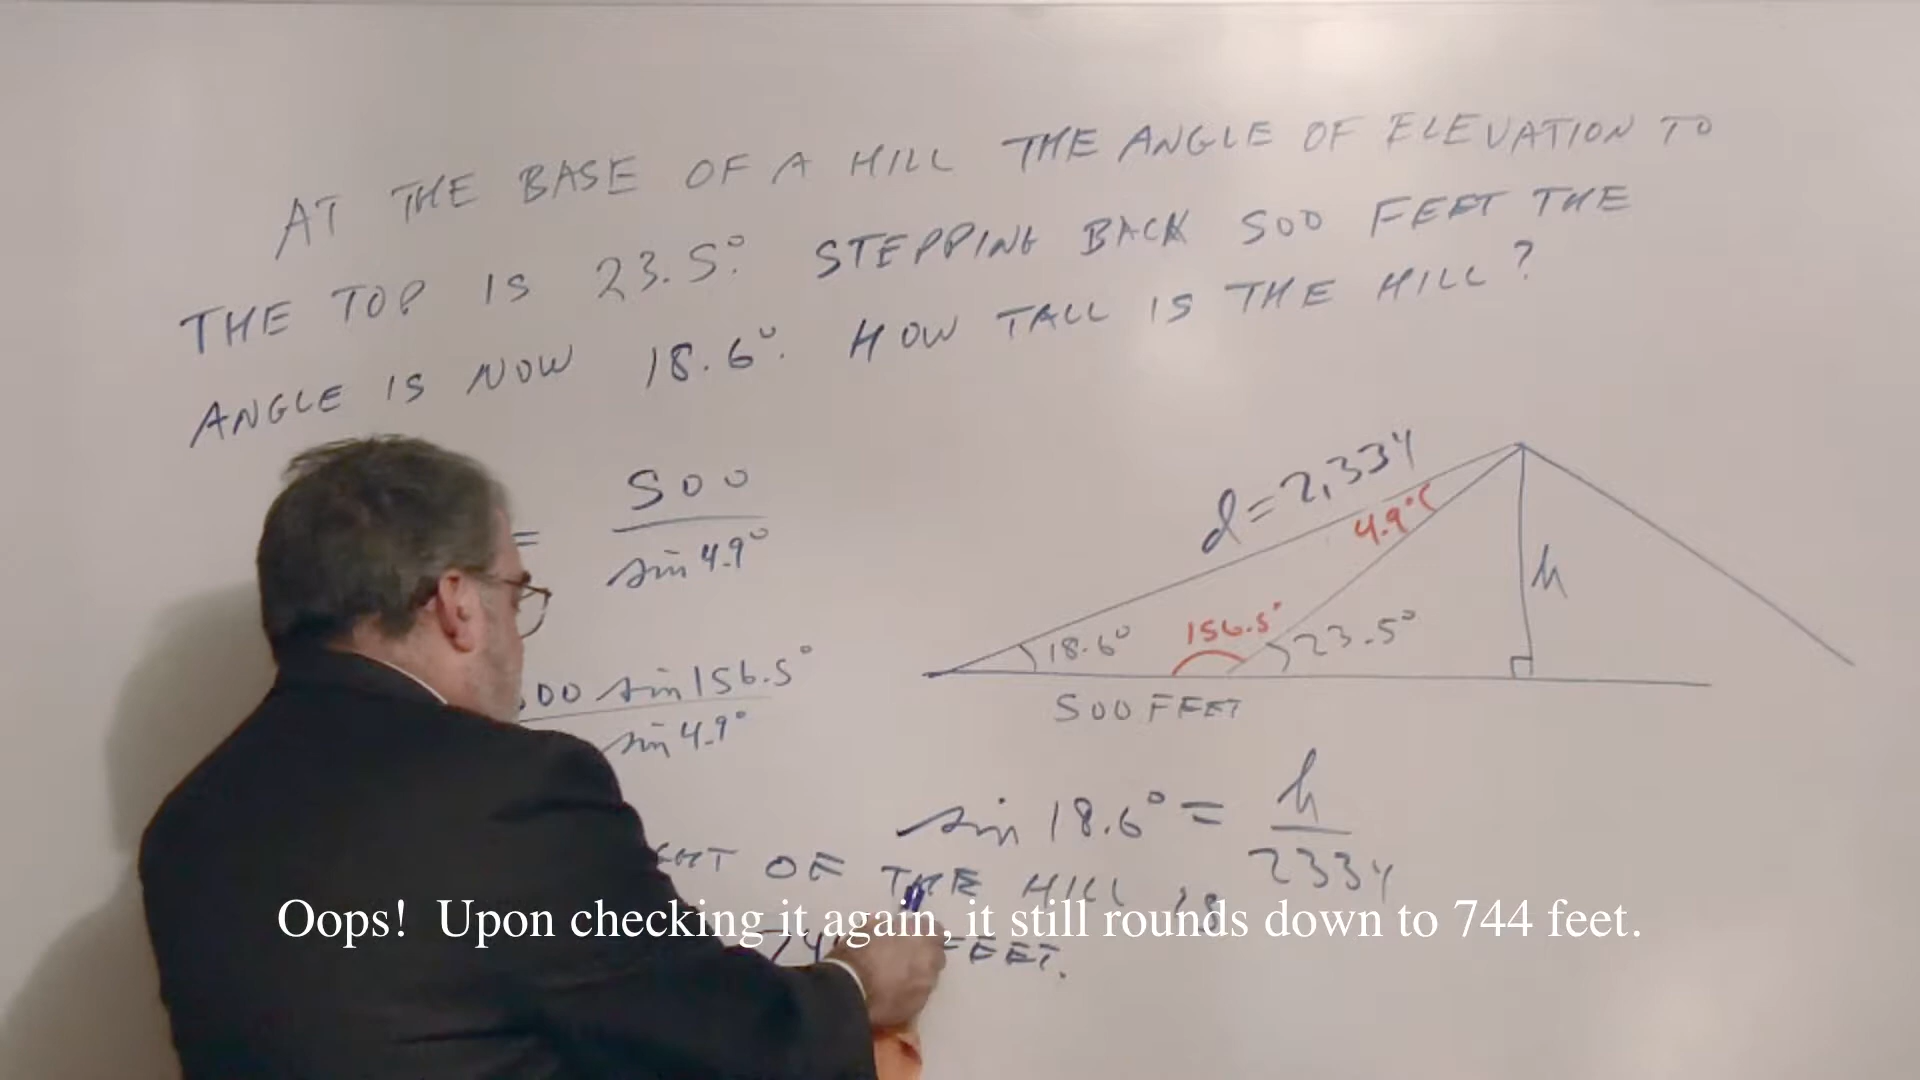 AT THE BASE OF A HILL THE ANGLE OF ELEVATION TO
THE TOP IS 23.5°. STEPPING BACK 500 FEET THE
ANGLE IS NOW 18.6°. HOW TALL IS THE HILL?
= 500
sin 4.9°
00 sin 156.5°
sin 4.9°
d = 2,334
4.9°
h
18.6°
156.5°
23.5°
500 FEET
sin 18.6° = h
2334
OF THE HILL IS
FEET.
Oops! Upon checking it again, it still rounds down to 744 feet.